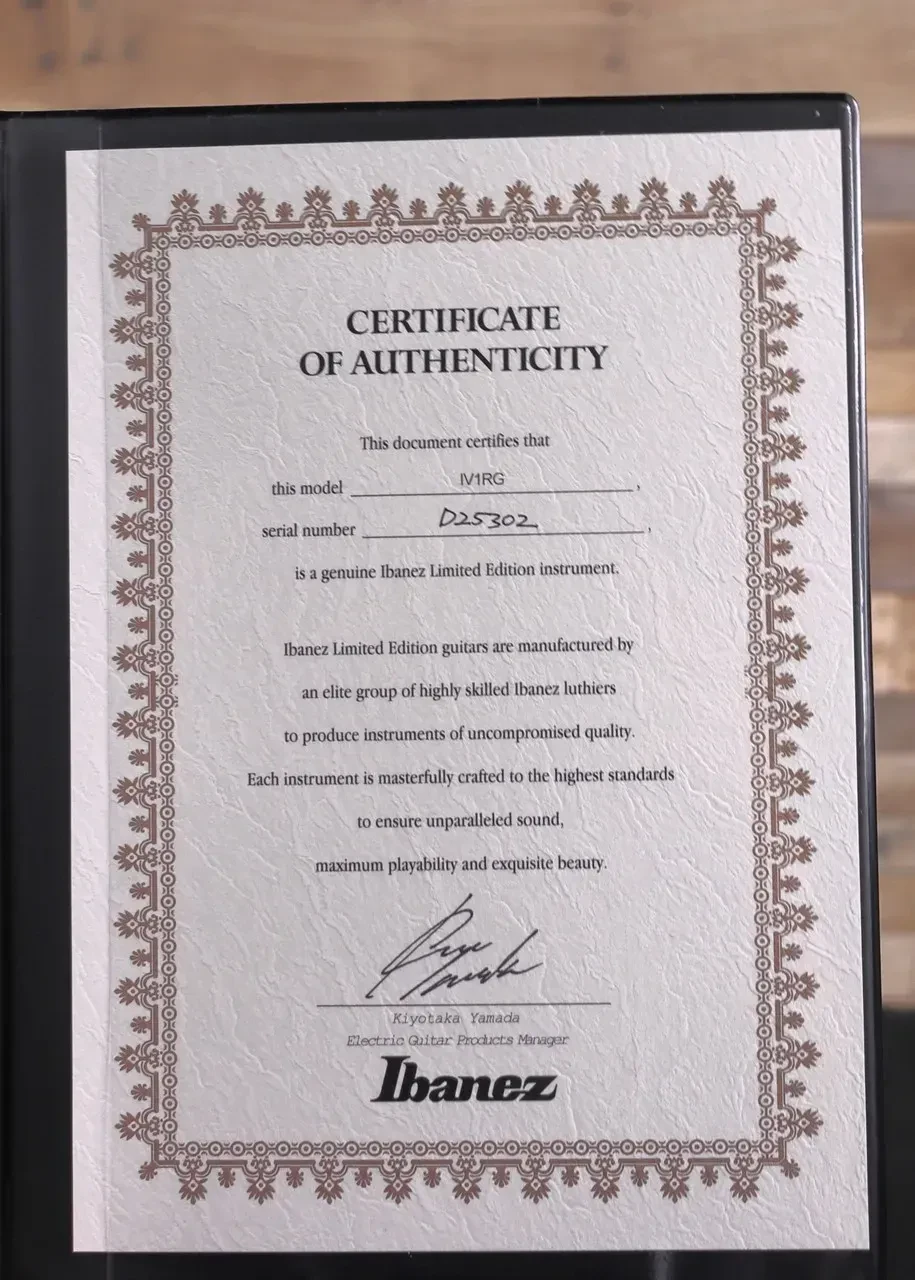 CERTIFICATE
OF AUTHENTICITY
This document certifies that
this model IV1RG ,
serial number D25302 ,
is a genuine Ibanez Limited Edition instrument.
Ibanez Limited Edition guitars are manufactured by
an elite group of highly skilled Ibanez luthiers
to produce instruments of uncompromised quality.
Each instrument is masterfully crafted to the highest standards
to ensure unparalleled sound,
maximum playability and exquisite beauty.
Kiyotaka Yamada
Electric Guitar Products Manager
Ibanez